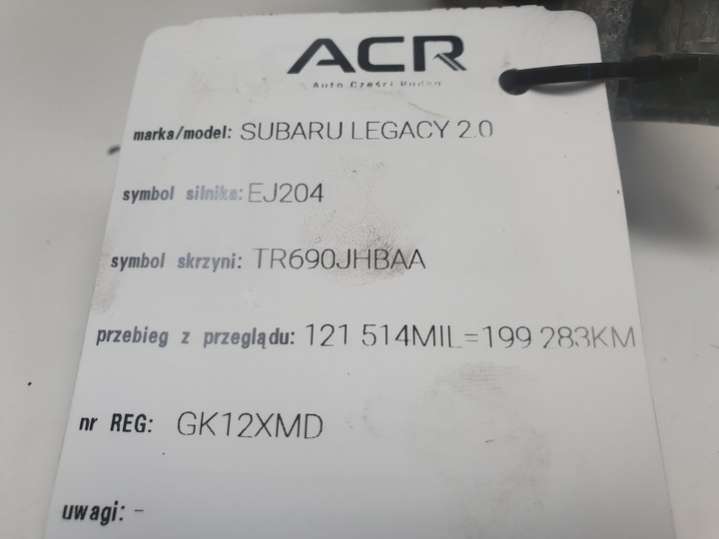 ACR
Auto Części Rudan
marka/model: SUBARU LEGACY 2.0
symbol silnika: EJ204
symbol skrzyni: TR690JHBAA
przebieg z przeglądu: 121 514MIL=199 283KM
nr REG: GK12XMD
uwagi: -